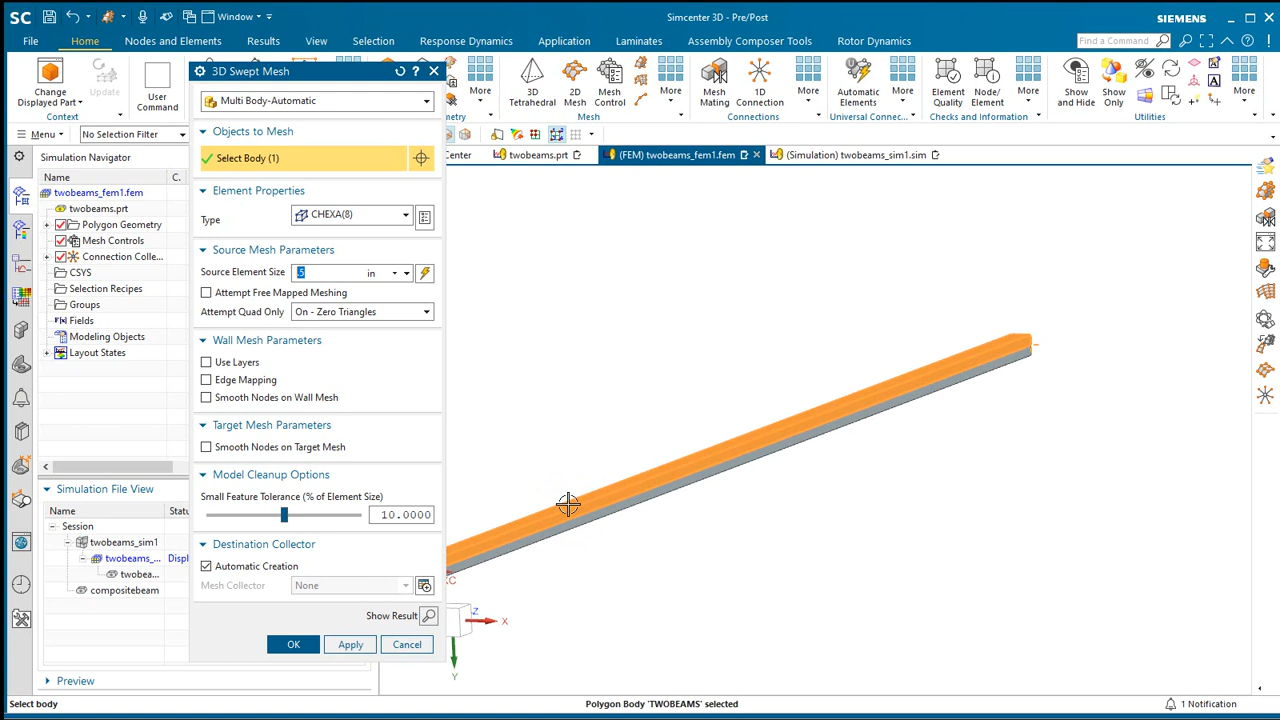 SC
Window
Simcenter 3D - Pre/Post
SIEMENS
File
Home
Nodes and Elements
Results
View
Selection
Response Dynamics
Application
Laminates
Assembly Composer Tools
Rotor Dynamics
Find a Command
Change
Displayed Part
Update
User
Command
Context
More
3D
Tetrahedral
2D
Mesh
Mesh
Control
More
Mesh
Mesh
Mating
1D
Connection
More
Connections
Automatic
Elements
Universal Connec...
Element
Quality
Node/
Element
More
Checks and Information
Show
and Hide
More
Utilities
Menu
No Selection Filter
Center
twobeams.prt
(FEM) twobeams_fem1.fem
(Simulation) twobeams_sim1.sim
Simulation Navigator
Name
C.
twobeams_fem1.fem
twobeams.prt
Polygon Geometry
Mesh Controls
Connection Colle...
CSYS
Selection Recipes
Groups
Fields
Modeling Objects
Layout States
Simulation File View
Name
Statu
Session
twobeams_sim1
twobeams_...
Displ
twobea...
compositebeam
Preview
3D Swept Mesh
Multi Body-Automatic
Objects to Mesh
Select Body (1)
Element Properties
Type
CHEXA(8)
Source Mesh Parameters
Source Element Size
.5
in
Attempt Free Mapped Meshing
Attempt Quad Only
On - Zero Triangles
Wall Mesh Parameters
Use Layers
Edge Mapping
Smooth Nodes on Wall Mesh
Target Mesh Parameters
Smooth Nodes on Target Mesh
Model Cleanup Options
Small Feature Tolerance (% of Element Size)
10.0000
Destination Collector
Automatic Creation
Mesh Collector
None
Show Result
OK
Apply
Cancel
XC
Z
X
Y
Select body
Polygon Body 'TWOBEAMS' selected
1 Notification